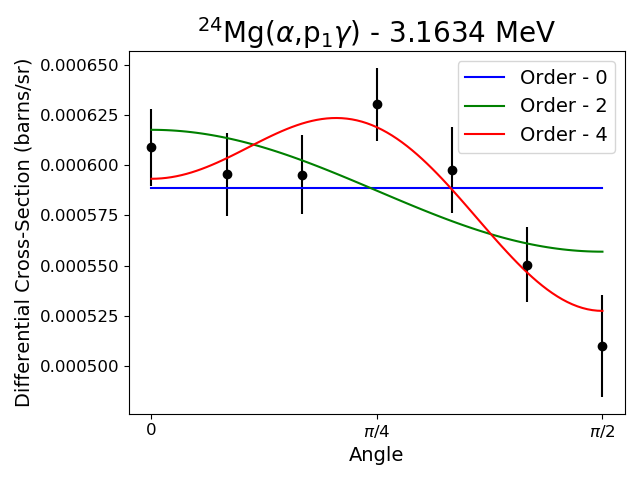 ²⁴Mg(α,p₁γ) - 3.1634 MeV
Differential Cross-Section (barns/sr)
0.000650
0.000625
0.000600
0.000575
0.000550
0.000525
0.000500
Order - 0
Order - 2
Order - 4
0
π/4
π/2
Angle